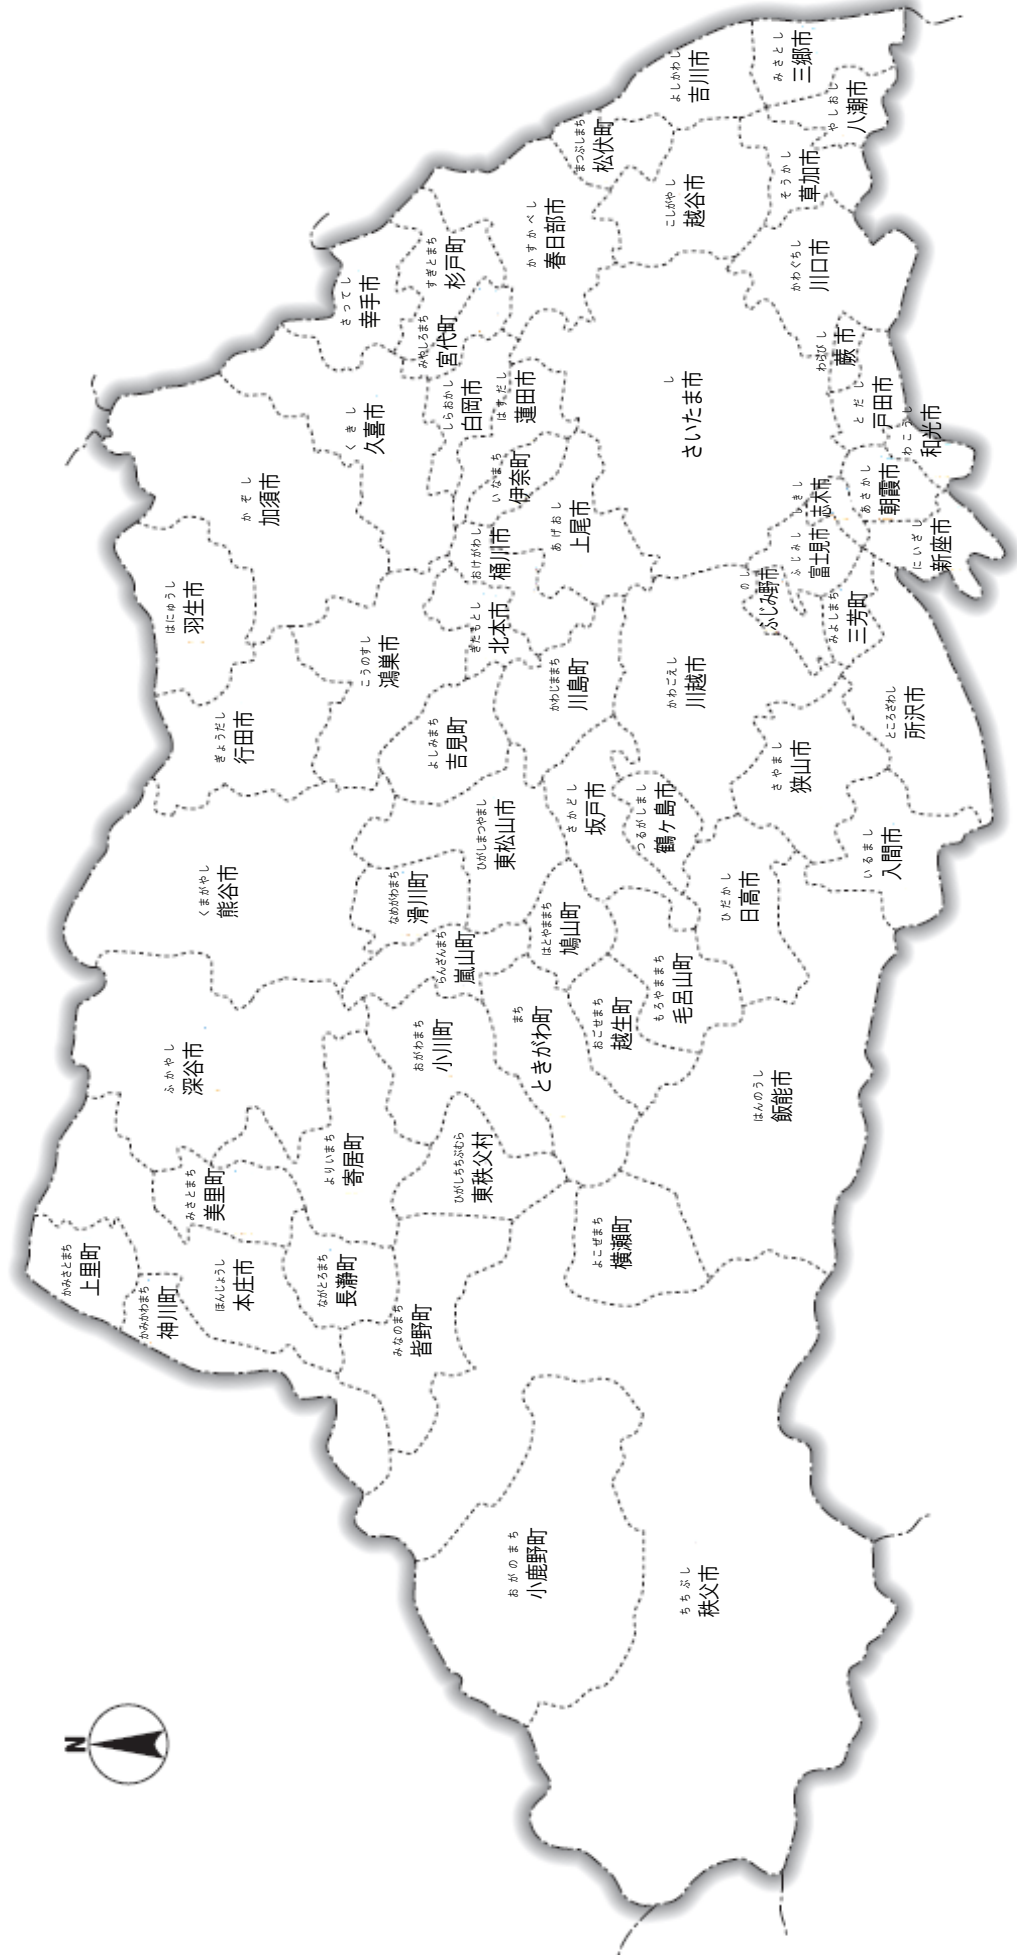 N
かみさとまち
上里町
かみかわまち
神川町
ほんじょうし
本庄市
みさとまち
美里町
ふかやし
深谷市
くまがやし
熊谷市
ぎょうだし
行田市
はにゅうし
羽生市
かぞし
加須市
ながとろまち
長瀞町
よりいまち
寄居町
こうのすし
鴻巣市
くきし
久喜市
さってし
幸手市
みなのまち
皆野町
おがわまち
小川町
らんざんまち
嵐山町
なめがわまち
滑川町
よしみまち
吉見町
みやしろまち
宮代町
すぎとまち
杉戸町
ひがしちちぶむら
東秩父村
ひがしまつやまし
東松山市
きたもとし
北本市
おけがわし
桶川市
いなまち
伊奈町
しらおかし
白岡市
はすだし
蓮田市
かすかべし
春日部市
おがのまち
小鹿野町
まち
ときがわ町
はとやままち
鳩山町
かわじままち
川島町
あげおし
上尾市
まつぶしまち
松伏町
よこぜまち
横瀬町
おごせまち
越生町
さかどし
坂戸市
もろやままち
毛呂山町
つるがしまし
鶴ヶ島市
かわごえし
川越市
し
さいたま市
こしがやし
越谷市
よしかわし
吉川市
ちちぶし
秩父市
はんのうし
飯能市
ひだかし
日高市
さやまし
狭山市
のし
ふじみ野市
ふじみし
富士見市
しきし
志木市
かわぐちし
川口市
そうかし
草加市
みさとし
三郷市
やしおし
八潮市
わらびし
蕨市
とだし
戸田市
みよしまち
三芳町
あさかし
朝霞市
わこうし
和光市
にいざし
新座市
ところざわし
所沢市
いるまし
入間市